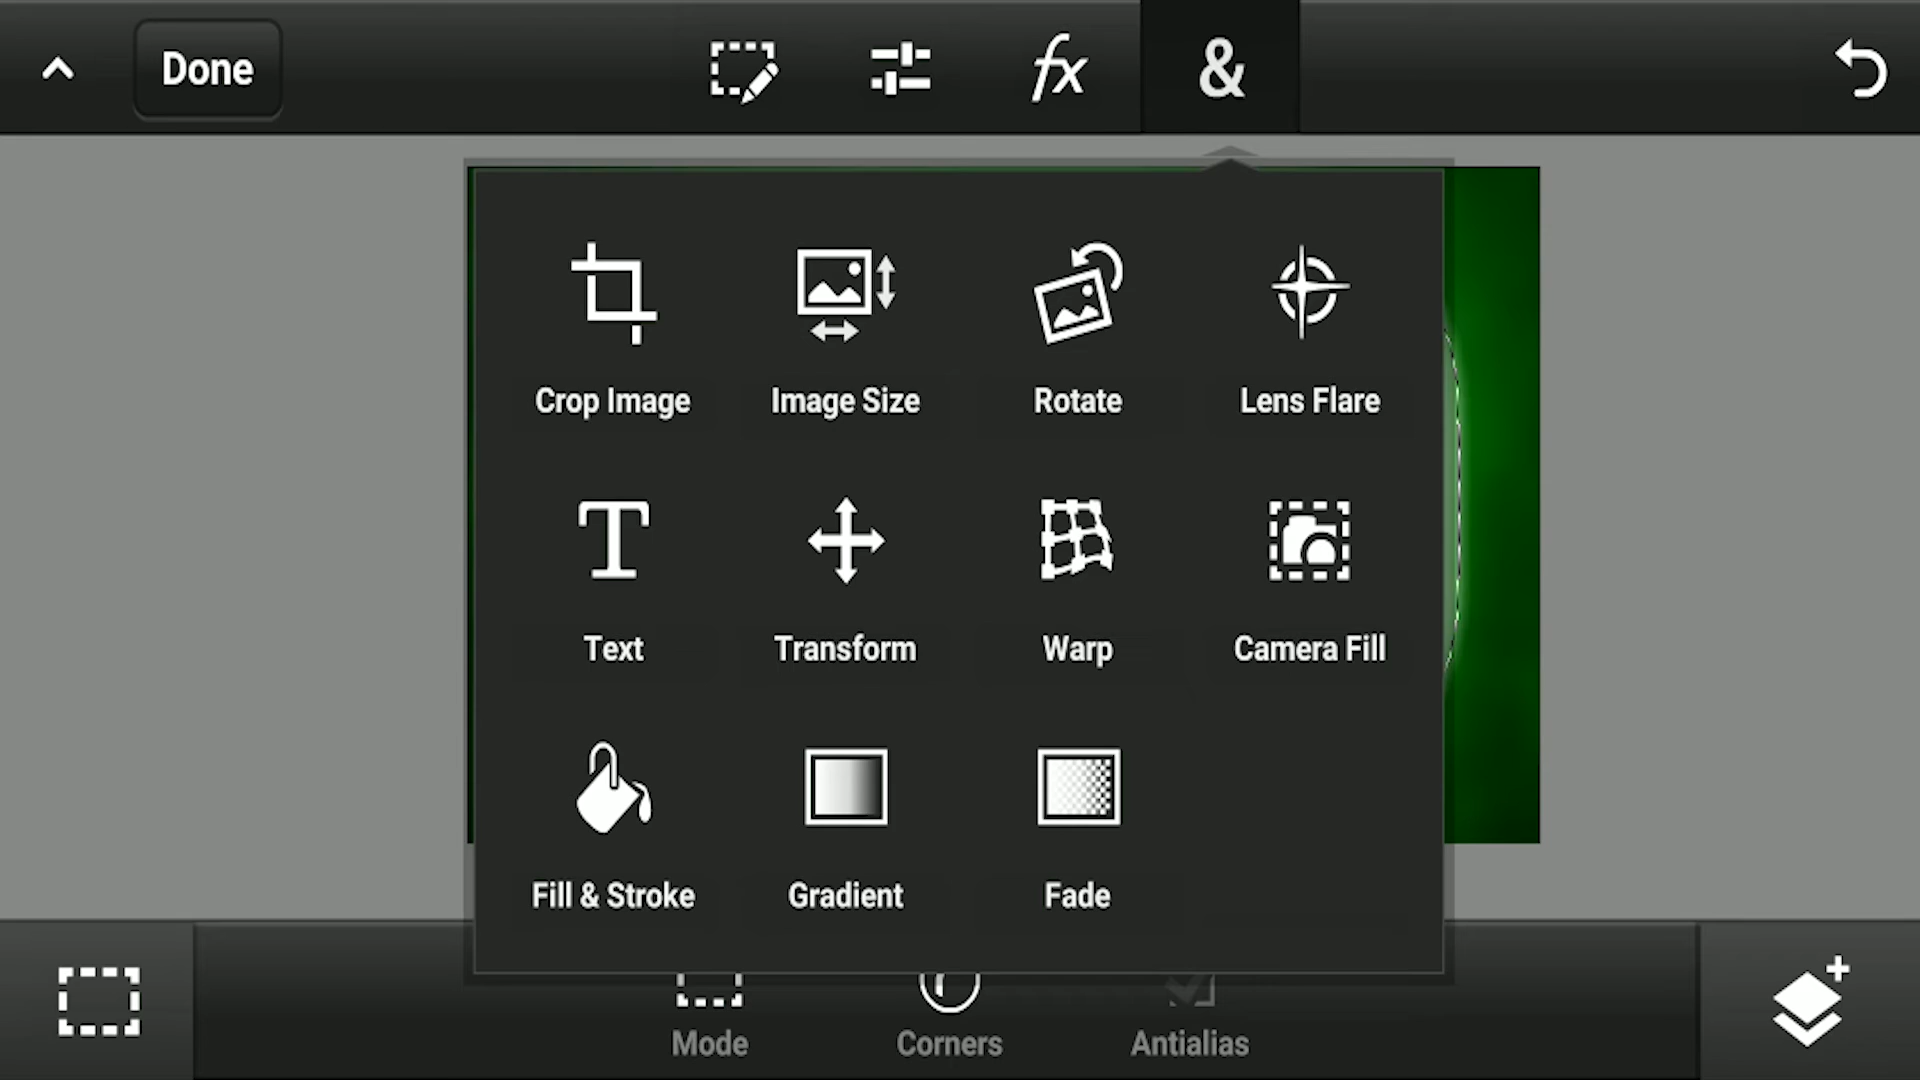 Done
fx
&
Crop Image
Image Size
Rotate
Lens Flare
T
Text
Transform
Warp
Camera Fill
Fill & Stroke
Gradient
Fade
Mode
Corners
Antialias